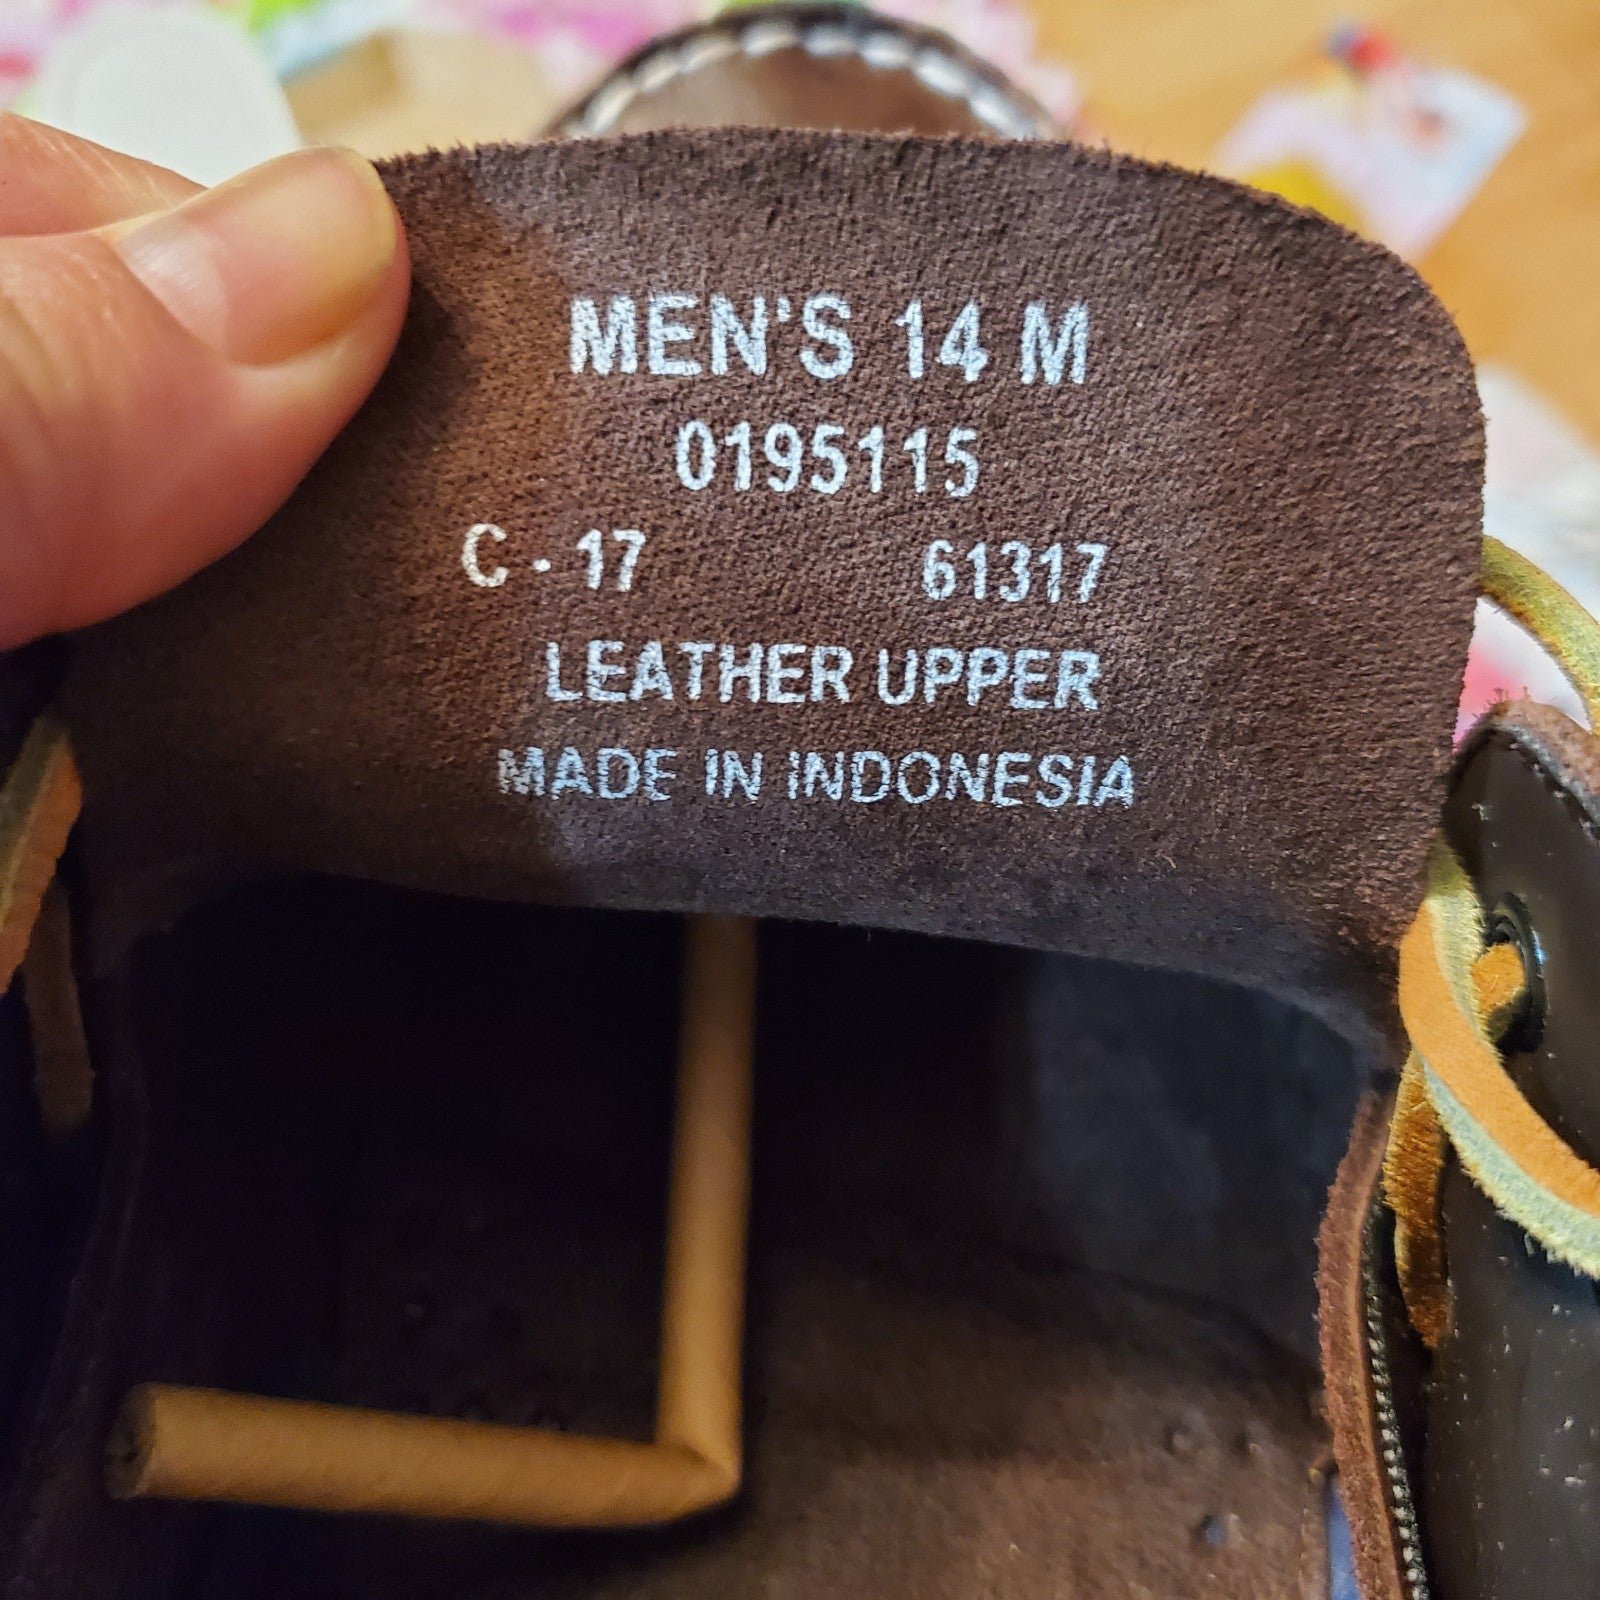 MEN'S 14 M
0195115
C - 17 61317
LEATHER UPPER
MADE IN INDONESIA